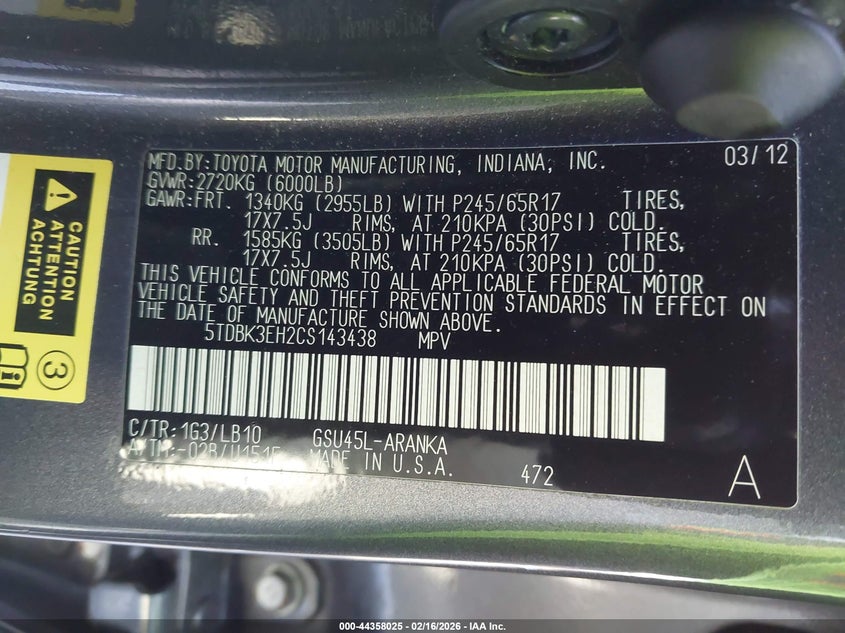 MFD.BY:TOYOTA MOTOR MANUFACTURING, INDIANA, INC. 03/12
GVWR:2720KG (6000LB)
GAWR:FRT. 1340KG (2955LB) WITH P245/65R17 TIRES,
17X7.5J RIMS, AT 210KPA (30PSI) COLD.
RR. 1585KG (3505LB) WITH P245/65R17 TIRES,
17X7.5J RIMS, AT 210KPA (30PSI) COLD.
THIS VEHICLE CONFORMS TO ALL APPLICABLE FEDERAL MOTOR
VEHICLE SAFETY AND THEFT PREVENTION STANDARDS IN EFFECT ON
THE DATE OF MANUFACTURE SHOWN ABOVE.
5TDBK3EH2CS143438 MPV
C/TR:1G3/LB10 GSU45L-ARANKA
A/TM:-02B/U151F MADE IN U.S.A. 472 A
CAUTION
ATTENTION
ACHTUNG
3
000-44358025 - 02/16/2026 - IAA Inc.